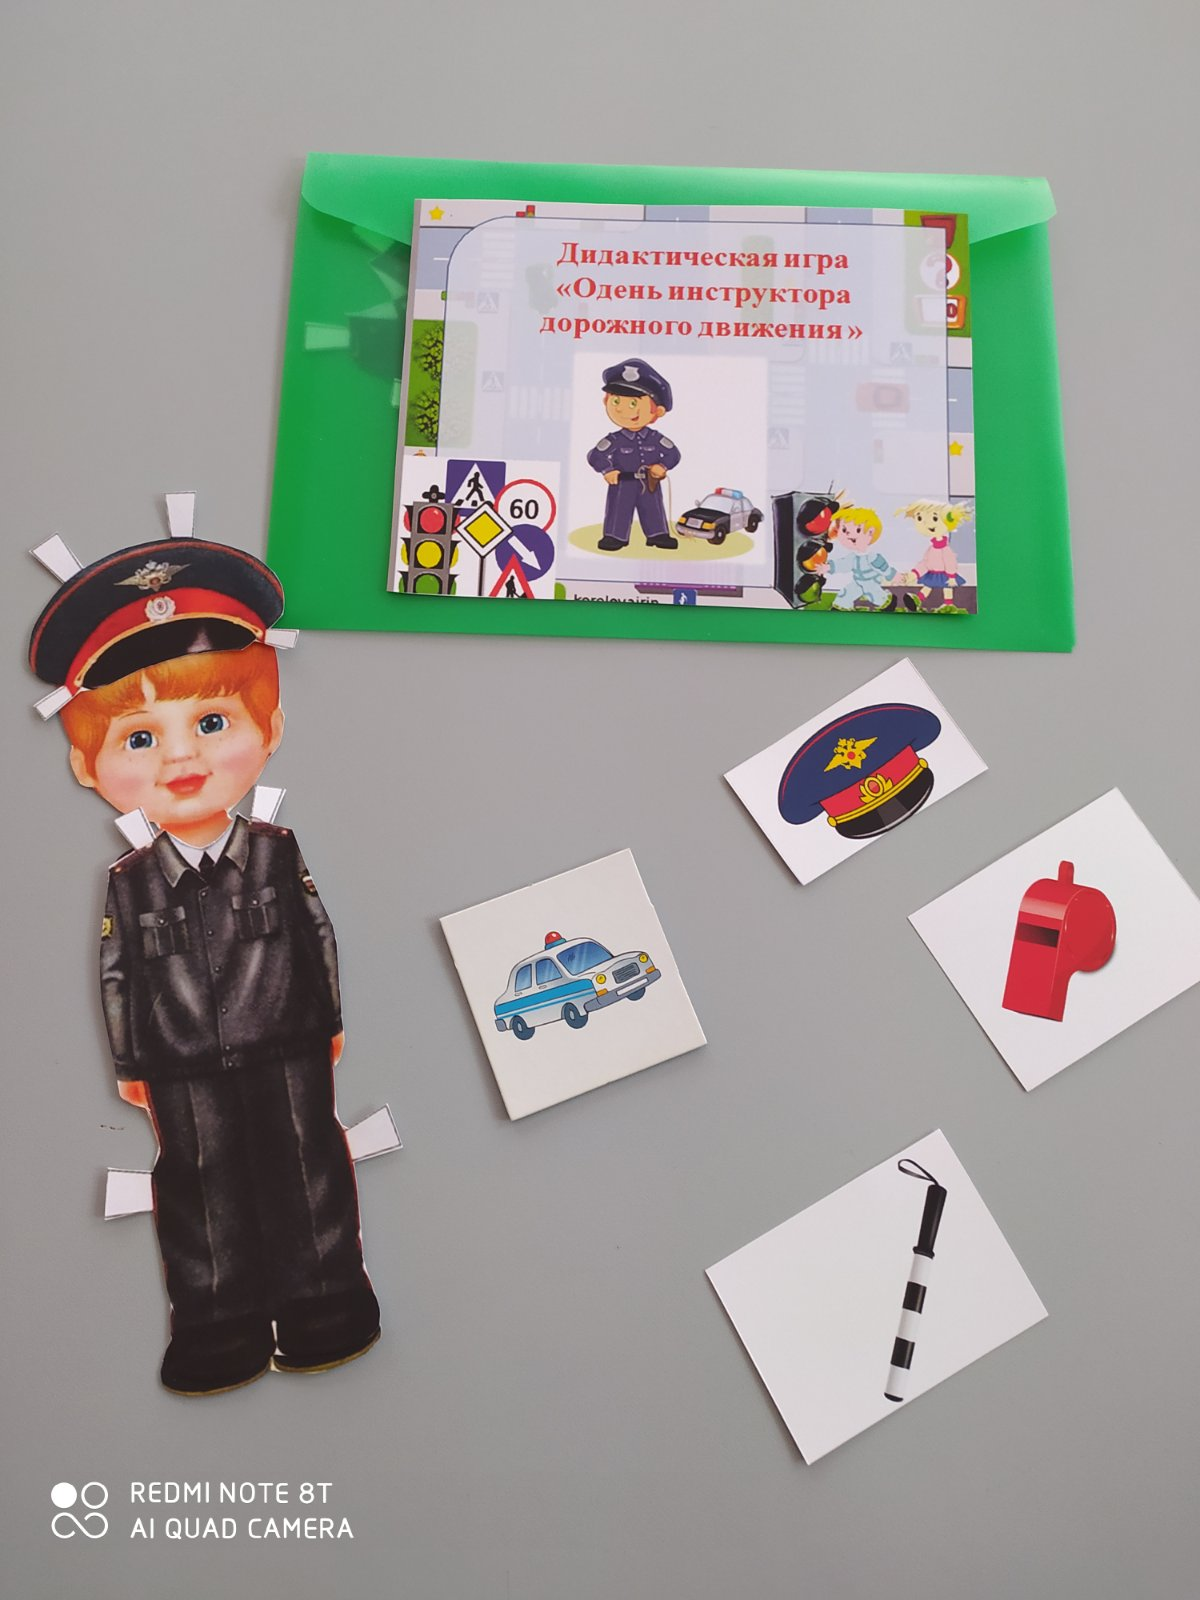 Дидактическая игра
«Одень инструктора
дорожного движения»
60
REDMI NOTE 8T
AI QUAD CAMERA